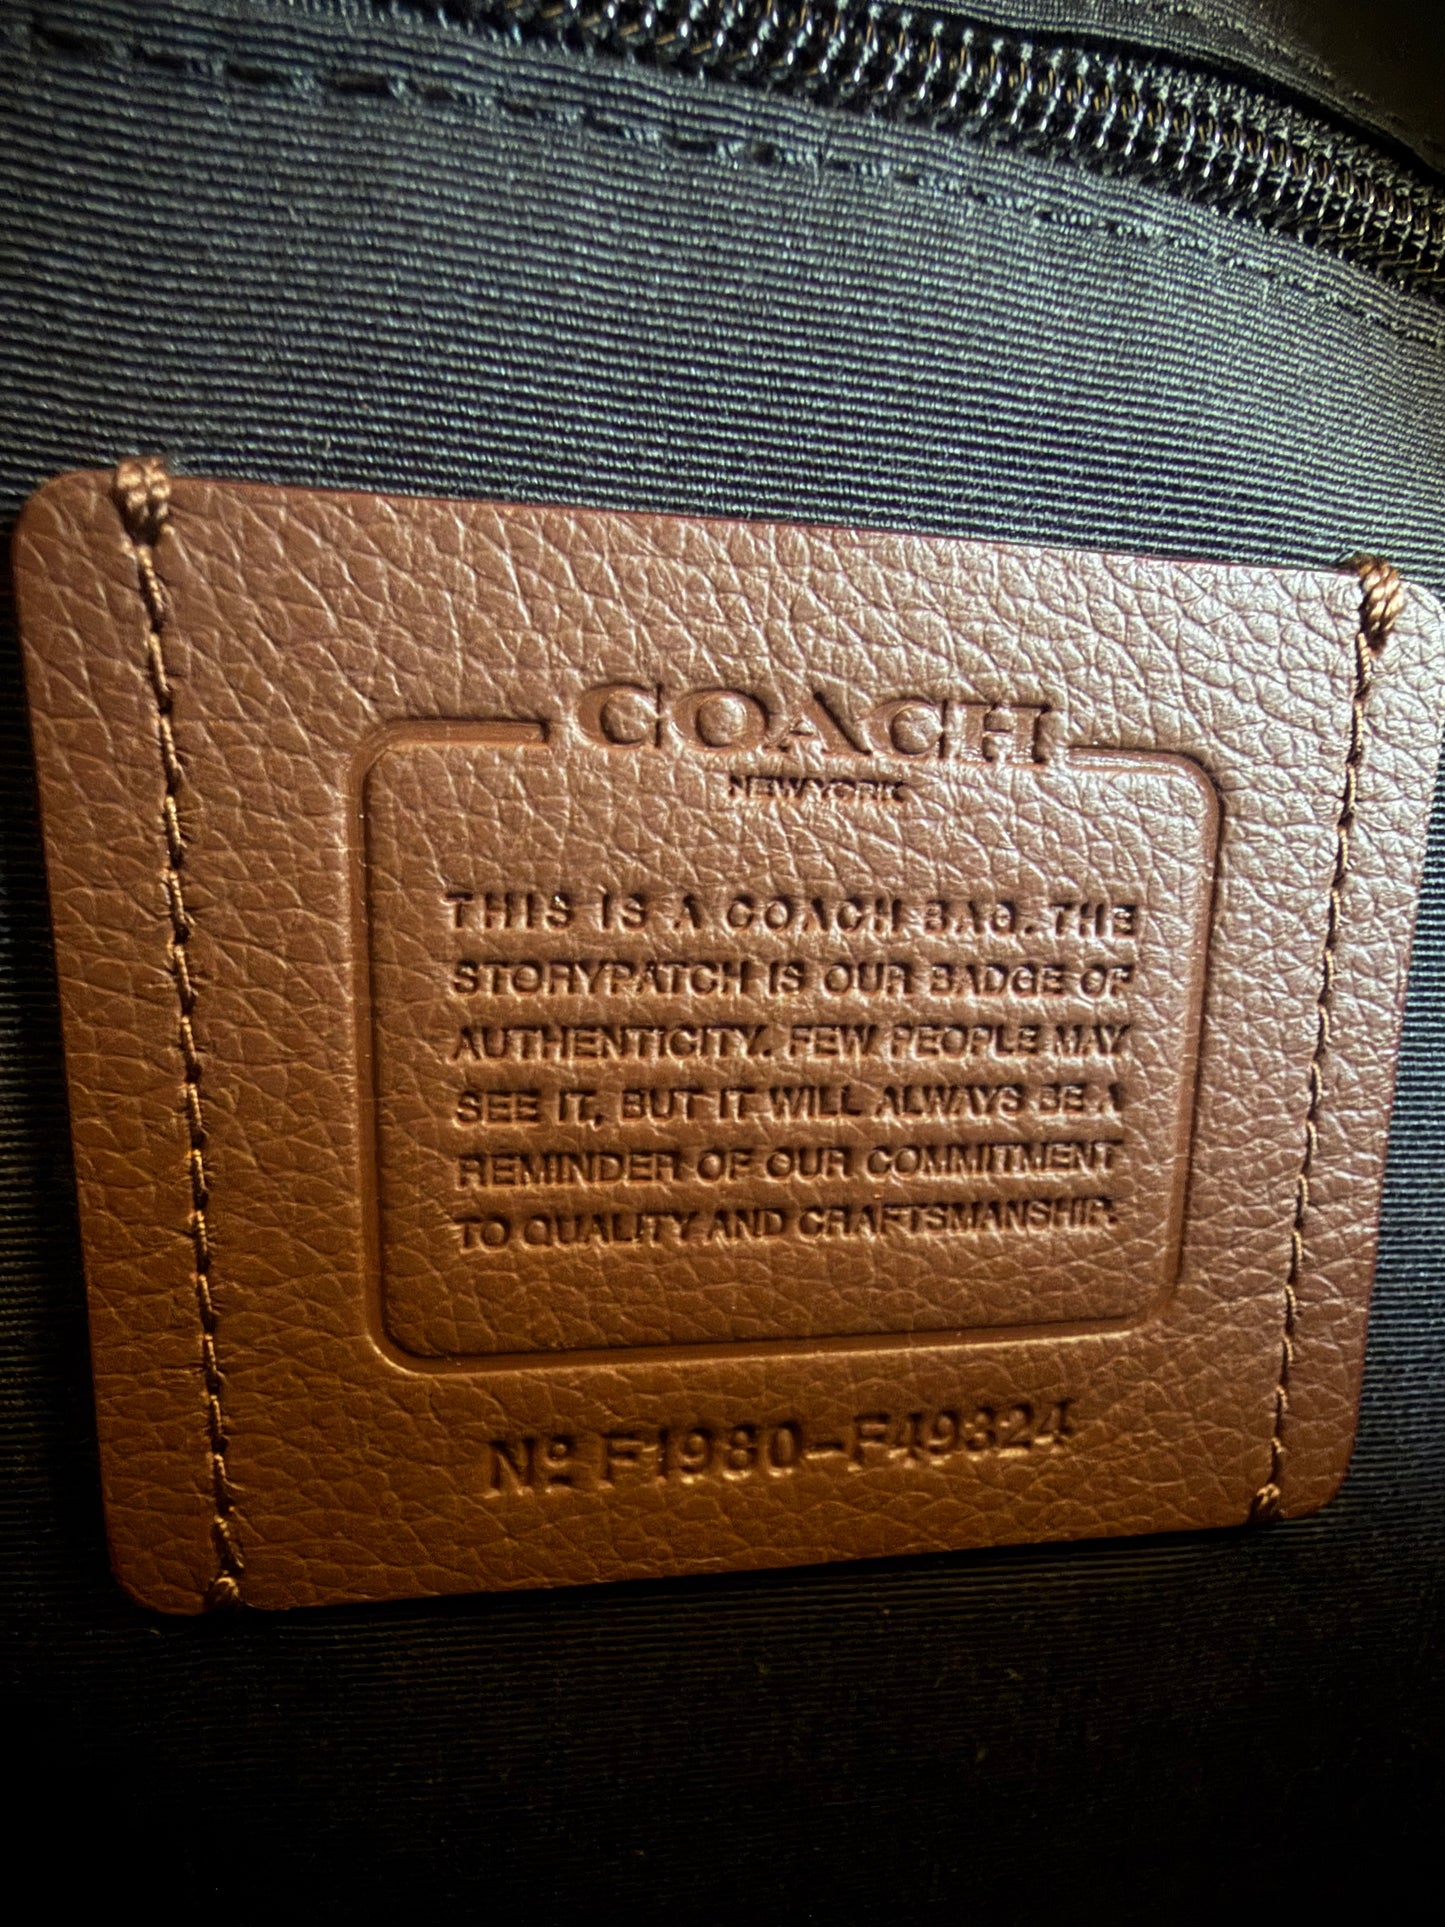 COACH
NEW YORK
THIS IS A COACH BAG. THE
STORYPATCH IS OUR BADGE OF
AUTHENTICITY. FEW PEOPLE MAY
SEE IT, BUT IT WILL ALWAYS BE A
REMINDER OF OUR COMMITMENT
TO QUALITY AND CRAFTSMANSHIP.
Nº F1980-F49324